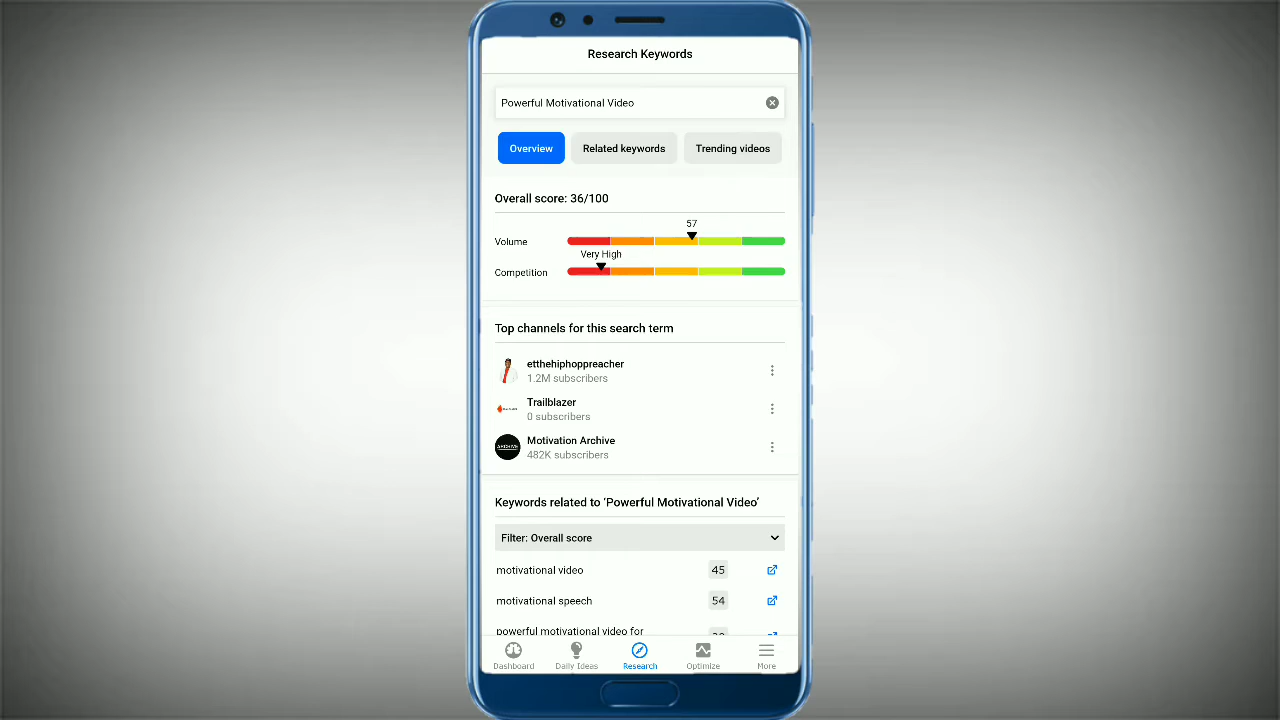 Research Keywords
Powerful Motivational Video
Overview
Related keywords
Trending videos
Overall score: 36/100
57
Volume
Very High
Competition
Top channels for this search term
etthehiphoppreacher
1.2M subscribers
Trailblazer
0 subscribers
ARCHIVE
Motivation Archive
482K subscribers
Keywords related to ‘Powerful Motivational Video’
Filter: Overall score
motivational video 45
motivational speech 54
powerful motivational video for
Dashboard
Daily Ideas
Research
Optimize
More